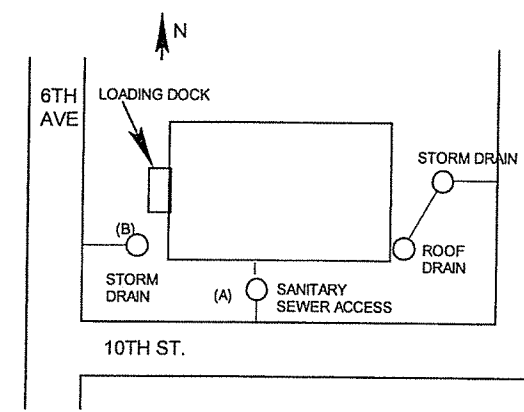 N
6TH
AVE
LOADING DOCK
STORM DRAIN
(B)
STORM
DRAIN
ROOF
DRAIN
(A)
SANITARY
SEWER ACCESS
10TH ST.